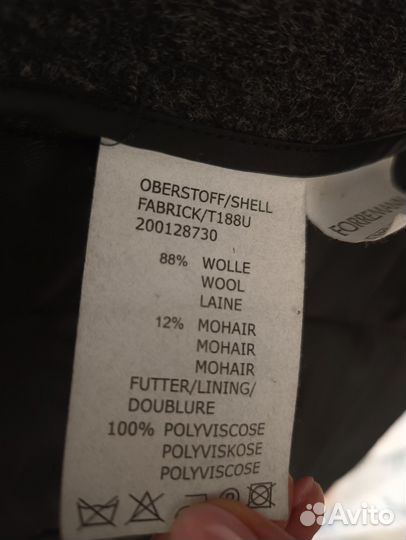 OBERSTOFF/SHELL
FABRICK/T188U
200128730
88% WOLLE
WOOL
LAINE
12% MOHAIR
MOHAIR
MOHAIR
FUTTER/LINING/
DOUBLURE
100% POLYVISCOSE
POLYVISKOSE
POLYVISCOSE
Avito